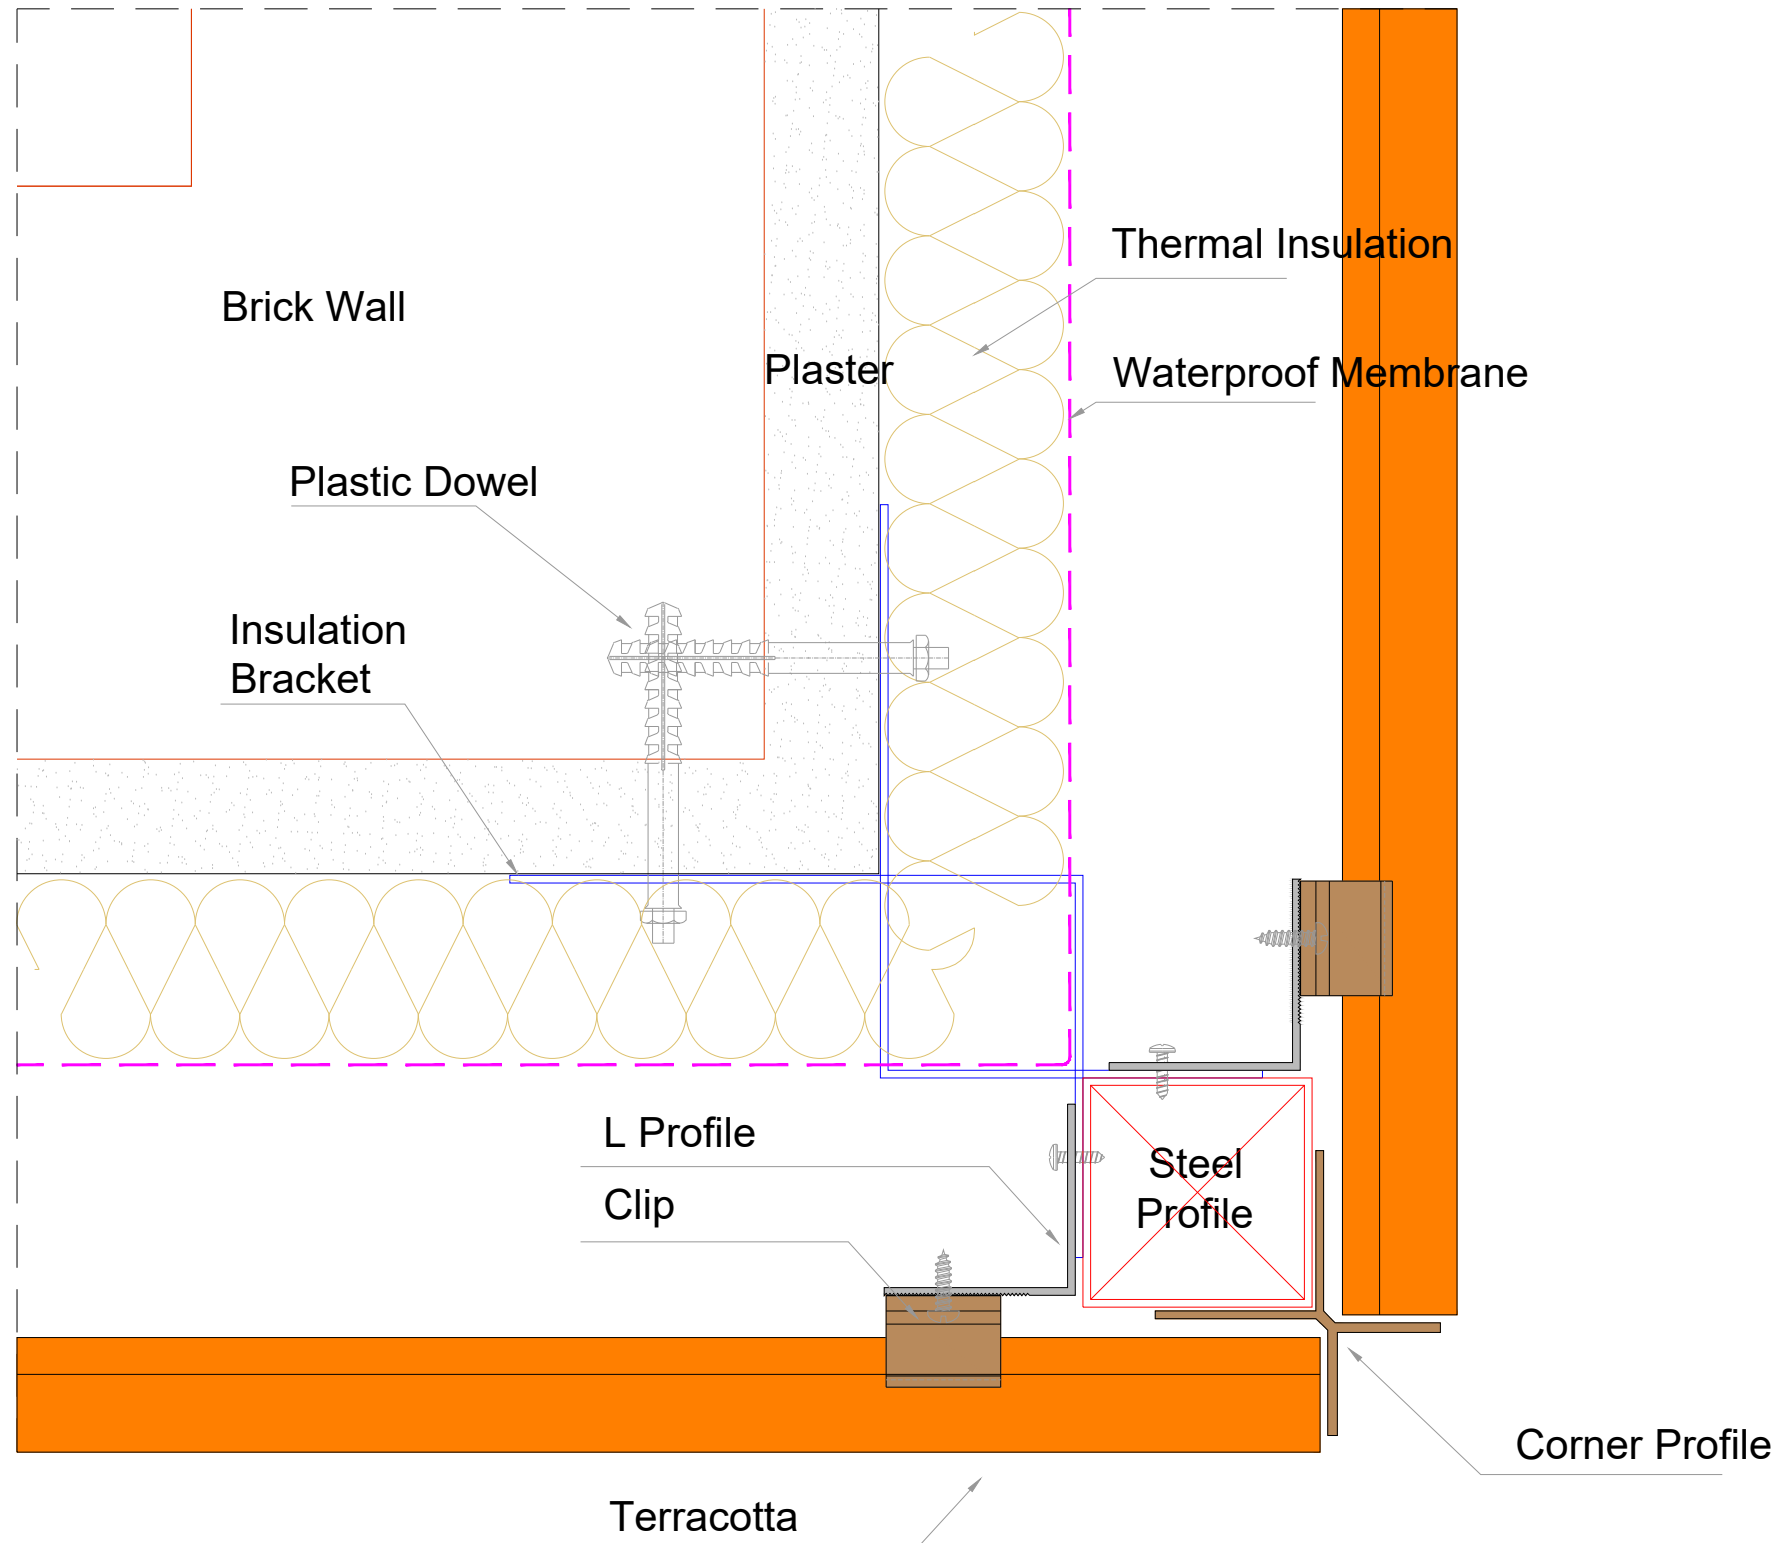 Thermal Insulation
Brick Wall
Plaster
Waterproof Membrane
Plastic Dowel
Insulation
Bracket
L Profile
Steel
Profile
Clip
Corner Profile
Terracotta